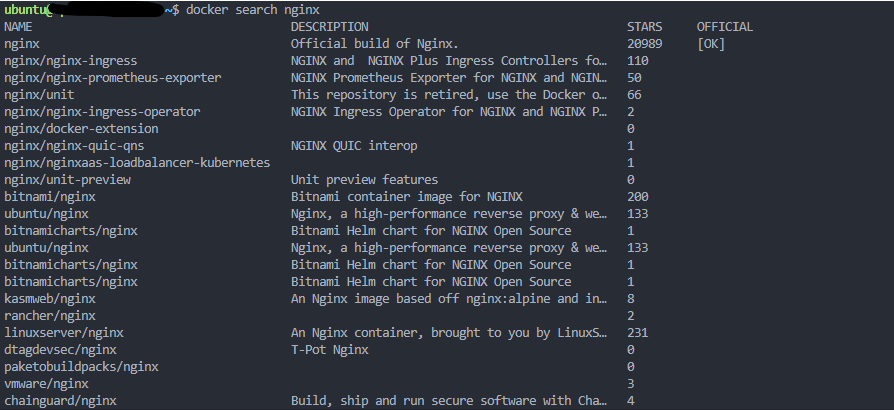 ubuntu@ ~$ docker search nginx
NAME DESCRIPTION STARS OFFICIAL
nginx Official build of Nginx. 20989 [OK]
nginx/nginx-ingress NGINX and  NGINX Plus Ingress Controllers fo… 110
nginx/nginx-prometheus-exporter NGINX Prometheus Exporter for NGINX and NGIN… 50
nginx/unit This repository is retired, use the Docker o… 66
nginx/nginx-ingress-operator NGINX Ingress Operator for NGINX and NGINX P… 2
nginx/docker-extension 0
nginx/nginx-quic-qns NGINX QUIC interop 1
nginx/nginxaas-loadbalancer-kubernetes 1
nginx/unit-preview Unit preview features 0
bitnami/nginx Bitnami container image for NGINX 200
ubuntu/nginx Nginx, a high-performance reverse proxy & we… 133
bitnamicharts/nginx Bitnami Helm chart for NGINX Open Source 1
ubuntu/nginx Nginx, a high-performance reverse proxy & we… 133
bitnamicharts/nginx Bitnami Helm chart for NGINX Open Source 1
bitnamicharts/nginx Bitnami Helm chart for NGINX Open Source 1
kasmweb/nginx An Nginx image based off nginx:alpine and in… 8
rancher/nginx 2
linuxserver/nginx An Nginx container, brought to you by LinuxS… 231
dtagdevsec/nginx T-Pot Nginx 0
paketobuildpacks/nginx 0
vmware/nginx 3
chainguard/nginx Build, ship and run secure software with Cha… 4